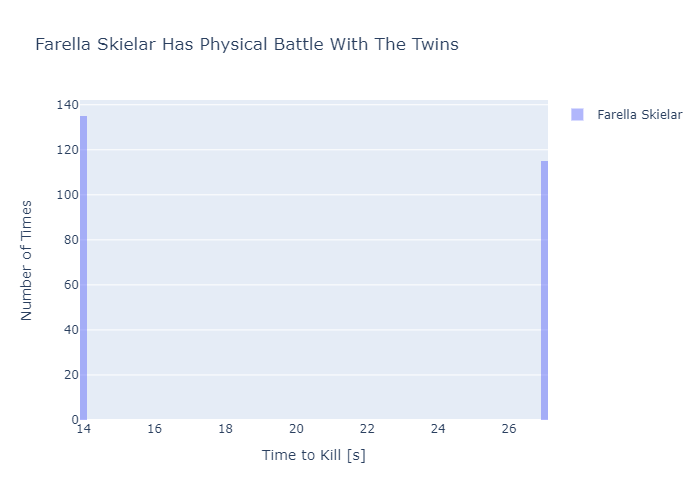 Farella Skielar Has Physical Battle With The Twins
140
120
100
80
60
40
20
0
Number of Times
14 16 18 20 22 24 26
Time to Kill [s]
Farella Skielar